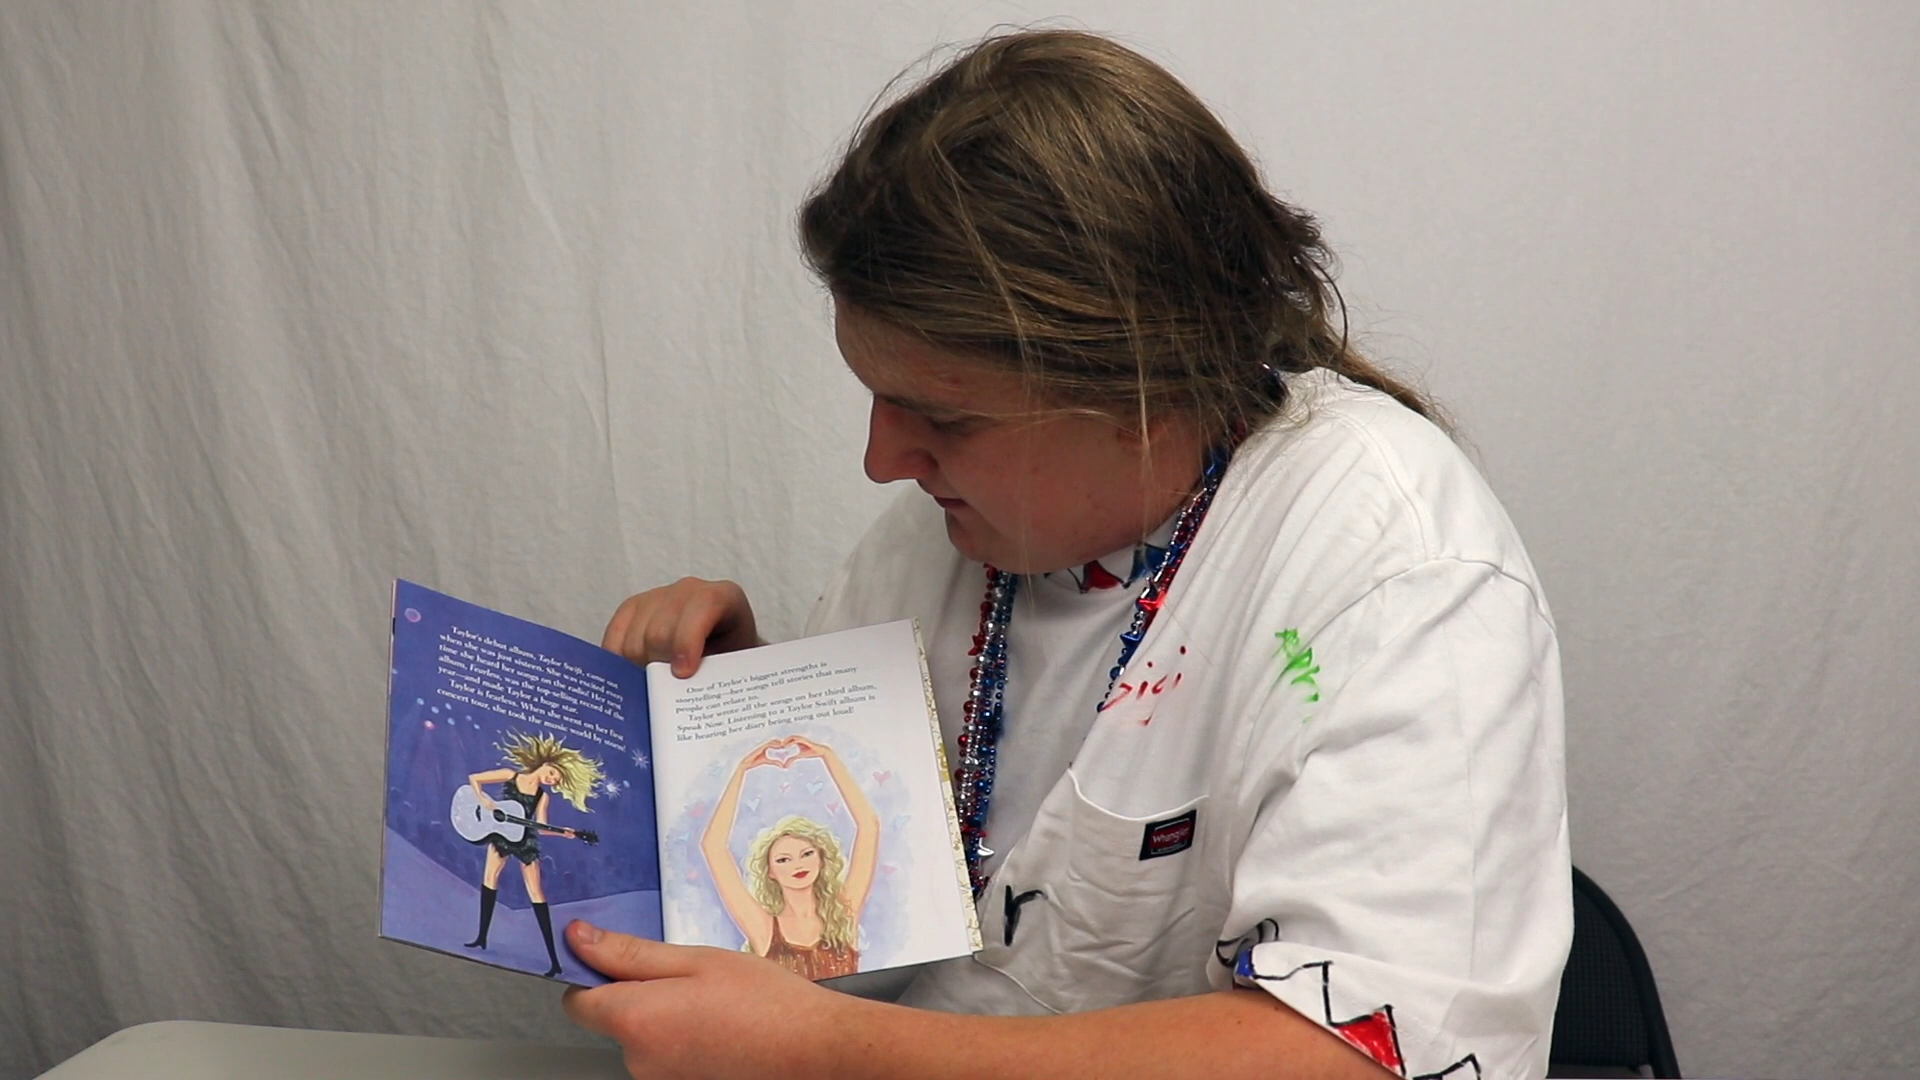 Taylor's debut album, Taylor Swift, came out
when she was just sixteen. She was excited every
time she heard her songs on the radio! Her next
album, Fearless, was the top-selling record of the
year—and made Taylor a huge star.
Taylor is fearless. When she went on her first
concert tour, she took the music world by storm!
One of Taylor's biggest strengths is
storytelling—her songs tell stories that many
people can relate to.
Taylor wrote all the songs on her third album,
Speak Now. Listening to a Taylor Swift album is
like hearing her diary being sung out loud!
Wrangler